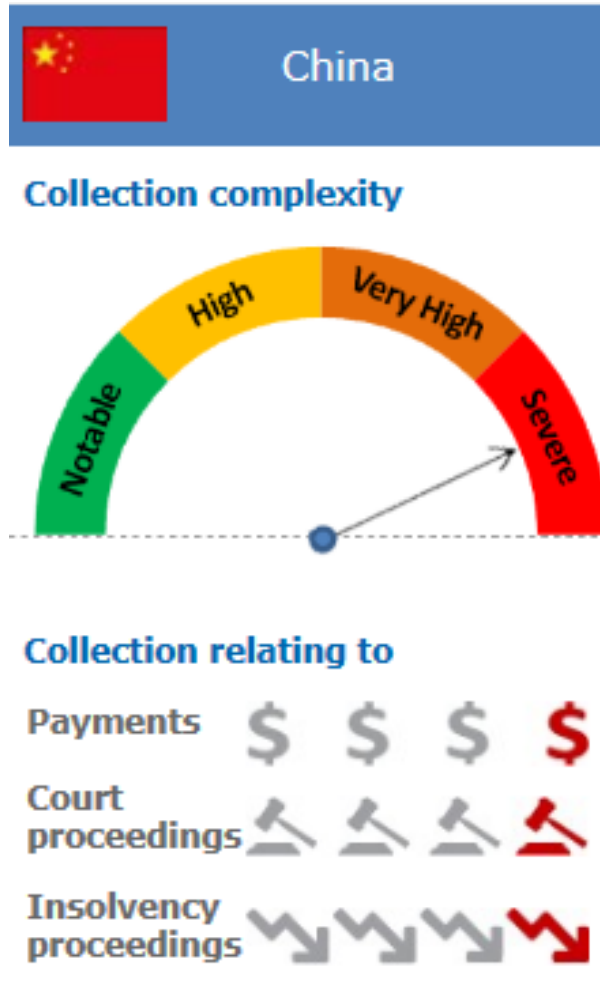 China
Collection complexity
Notable
High
Very High
Severe
Collection relating to
Payments
$ $ $ $
Court
proceedings
Insolvency
proceedings